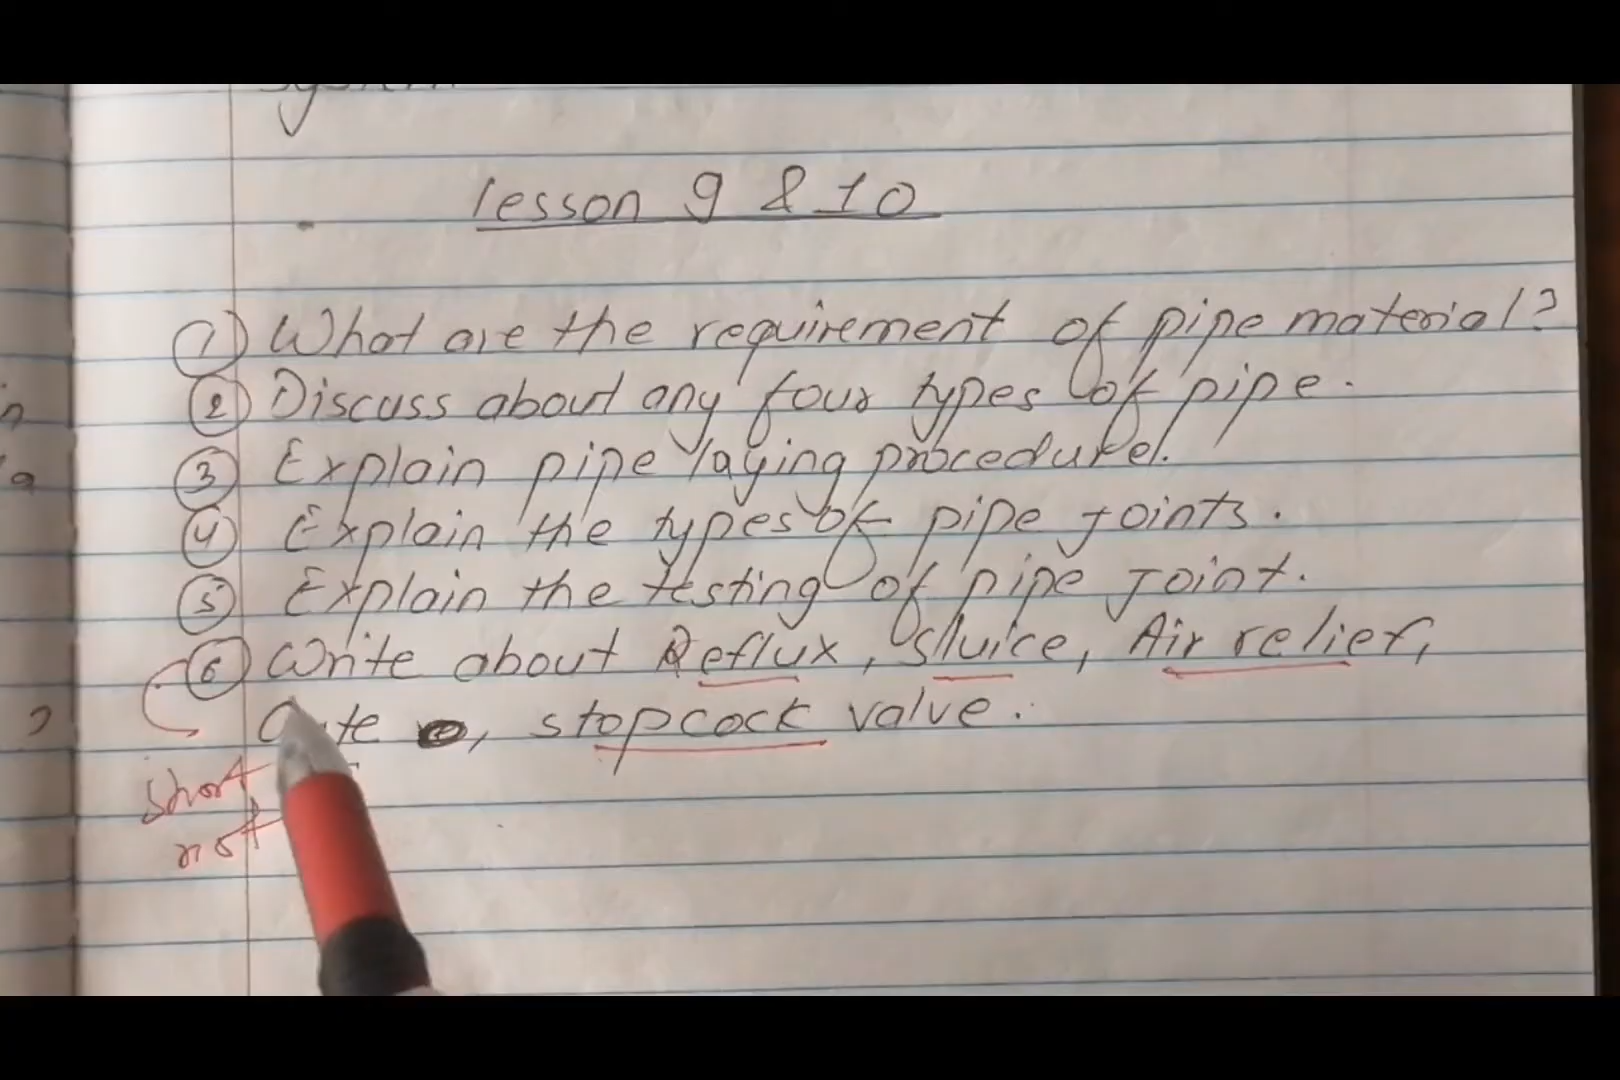 lesson 9 & 10
① What are the requirement of pipe material?
② Discuss about any four types of pipe.
③ Explain pipe laying procedure.
④ Explain the types of pipe Joints.
⑤ Explain the testing of pipe Joint.
⑥ Write about Reflux, Sluice, Air relief,
, stopcock valve.
short
not